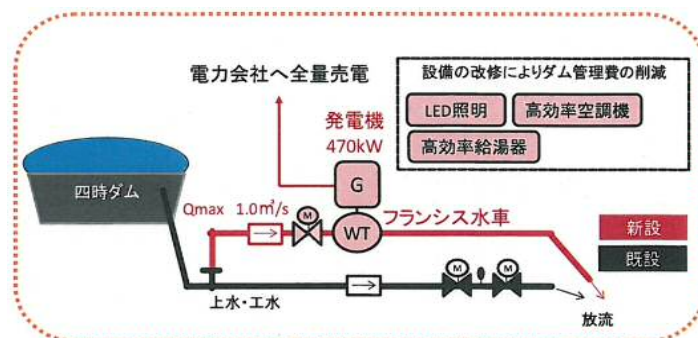 電力会社へ全量売電
設備の改修によりダム管理費の削減
LED照明
高効率空調機
高効率給湯器
発電機
470kW
G
四時ダム
Qmax 1.0㎥/s
M
WT
フランシス水車
新設
既設
上水・工水
M
M
放流